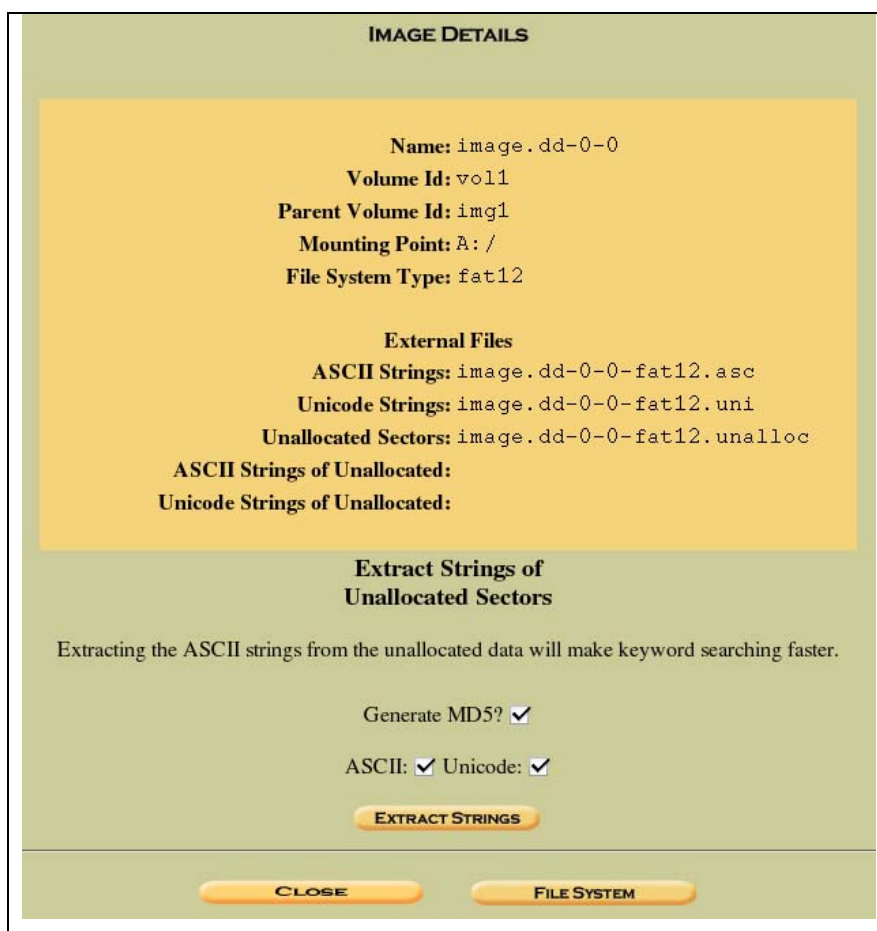 IMAGE DETAILS
Name: image.dd-0-0
Volume Id: vol1
Parent Volume Id: img1
Mounting Point: A:/
File System Type: fat12
External Files
ASCII Strings: image.dd-0-0-fat12.asc
Unicode Strings: image.dd-0-0-fat12.uni
Unallocated Sectors: image.dd-0-0-fat12.unalloc
ASCII Strings of Unallocated:
Unicode Strings of Unallocated:
Extract Strings of
Unallocated Sectors
Extracting the ASCII strings from the unallocated data will make keyword searching faster.
Generate MD5?
ASCII: Unicode:
EXTRACT STRINGS
CLOSE FILE SYSTEM